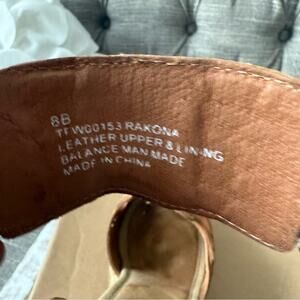 8B
TFW00153 RAKONA
LEATHER UPPER & LINING
BALANCE MAN MADE
MADE IN CHINA